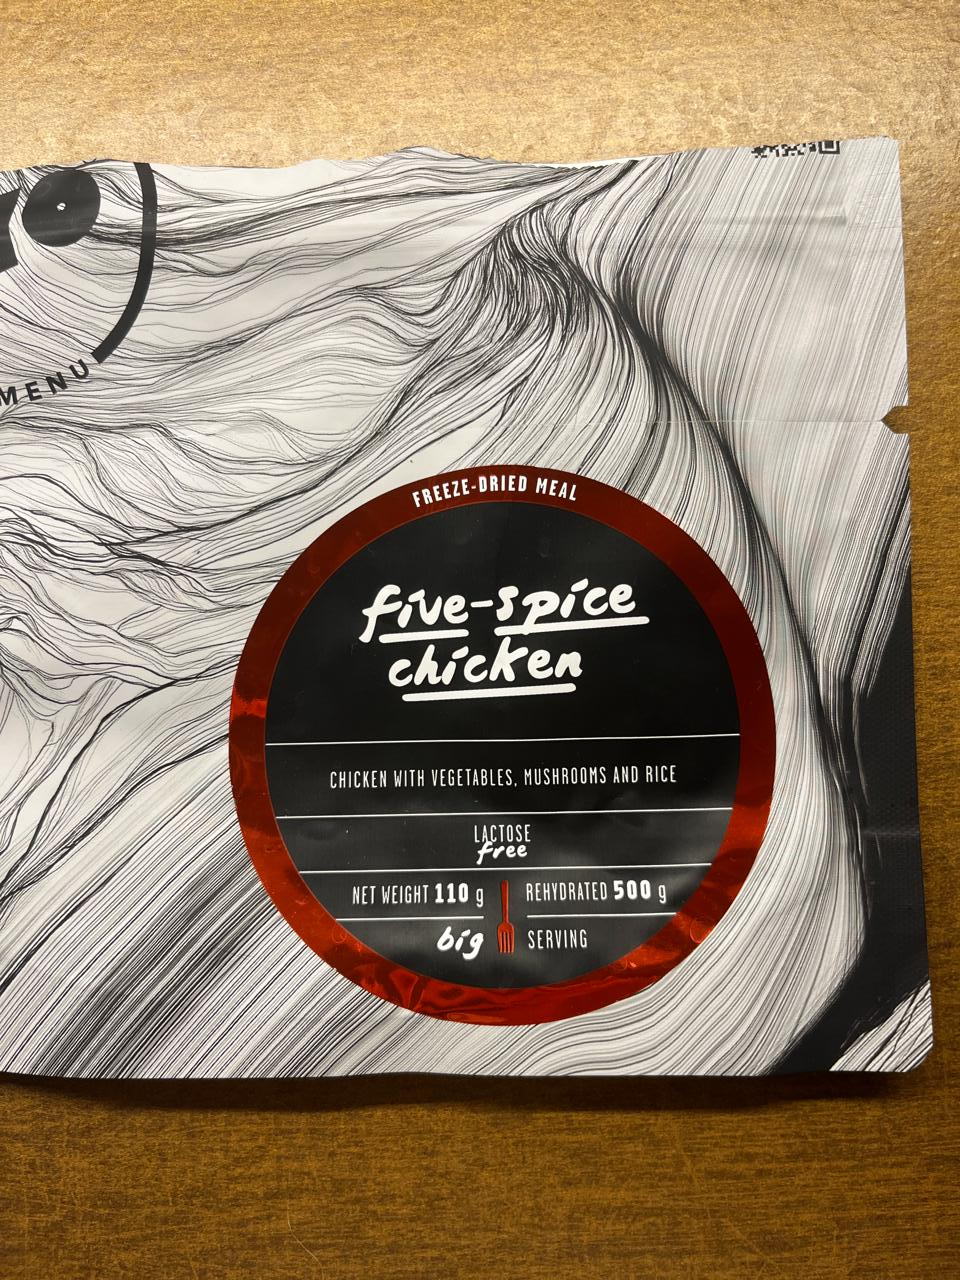 MENU
FREEZE-DRIED MEAL
five-spice
chicken
CHICKEN WITH VEGETABLES, MUSHROOMS AND RICE
LACTOSE
free
NET WEIGHT 110 g
REHYDRATED 500 g
big
SERVING